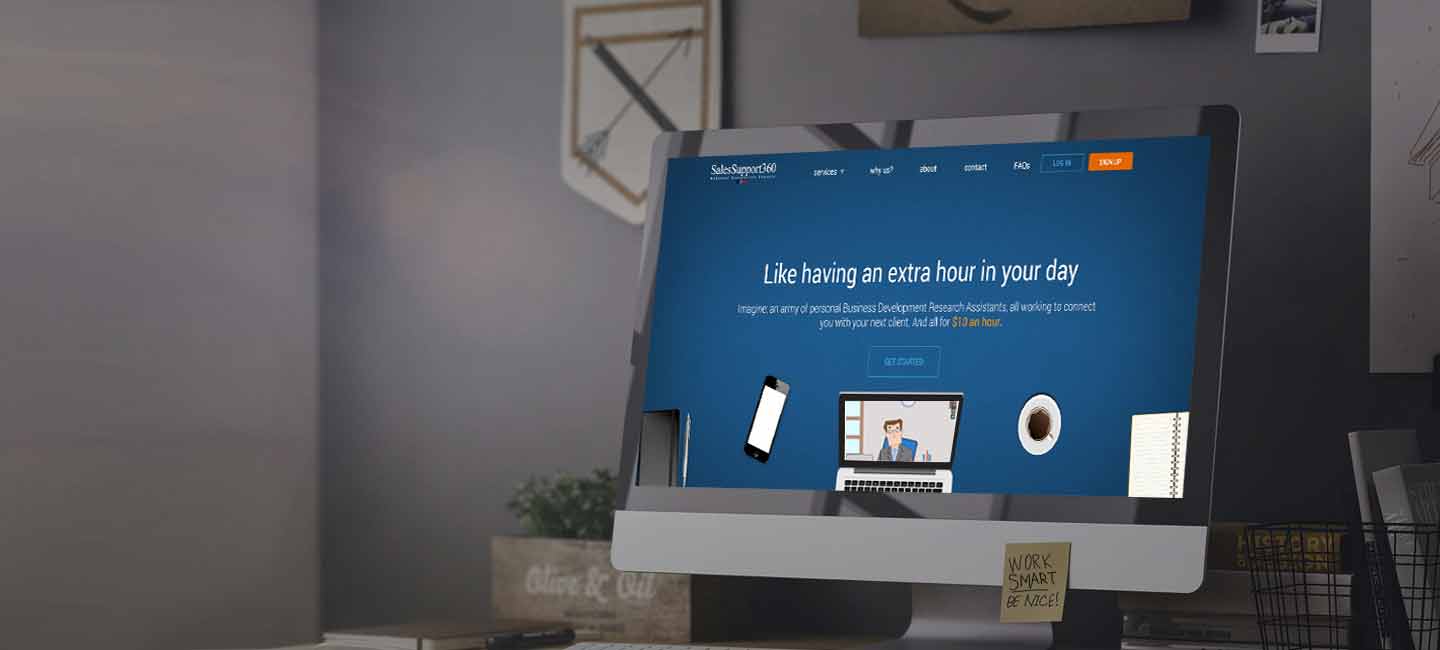 SalesSupport360
services
why us?
about
contact
FAQs
LOG IN
SIGN UP
Like having an extra hour in your day
Imagine: an army of personal Business Development Research Assistants, all working to connect
you with your next client. And all for $10 an hour.
GET STARTED
Olive & Oil
WORK
SMART
BE NICE!
HISTORY